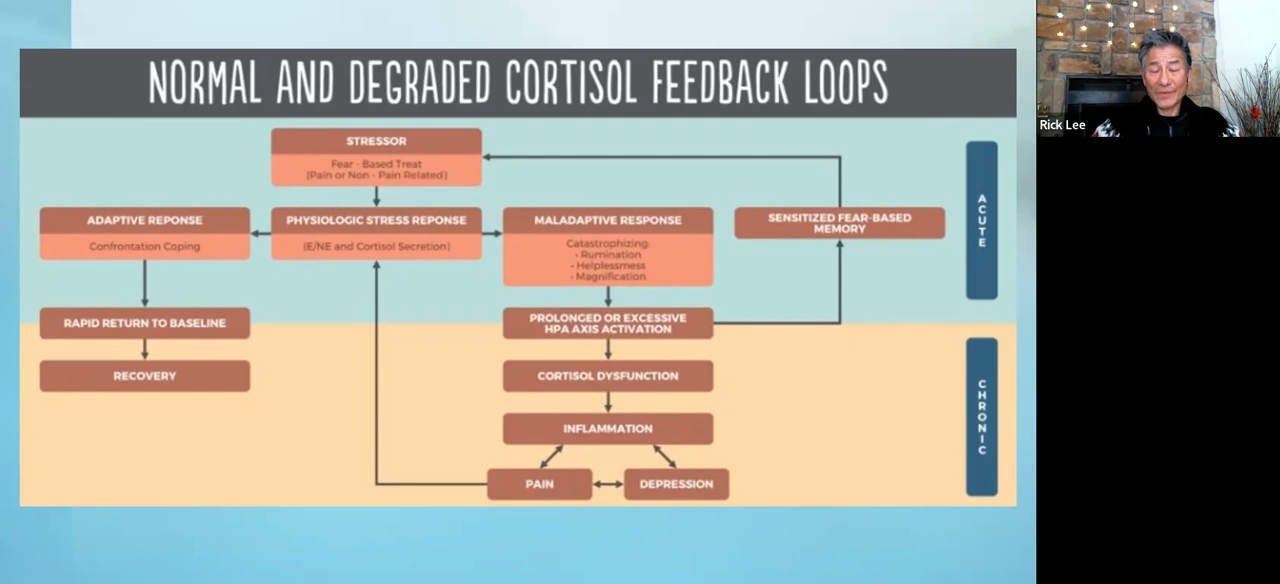 NORMAL AND DEGRADED CORTISOL FEEDBACK LOOPS
Rick Lee
STRESSOR
Fear - Based Treat
(Pain or Non - Pain Related)
ADAPTIVE REPONSE
Confrontation Coping
PHYSIOLOGIC STRESS REPONSE
(E/NE and Cortisol Secretion)
MALADAPTIVE RESPONSE
Catastrophizing:
• Rumination
• Helplessmess
• Magnification
SENSITIZED FEAR-BASED
MEMORY
ACUTE
RAPID RETURN TO BASELINE
PROLONGED OR EXCESSIVE
HPA AXIS ACTIVATION
RECOVERY
CORTISOL DYSFUNCTION
INFLAMMATION
PAIN
DEPRESSION
CHRONIC